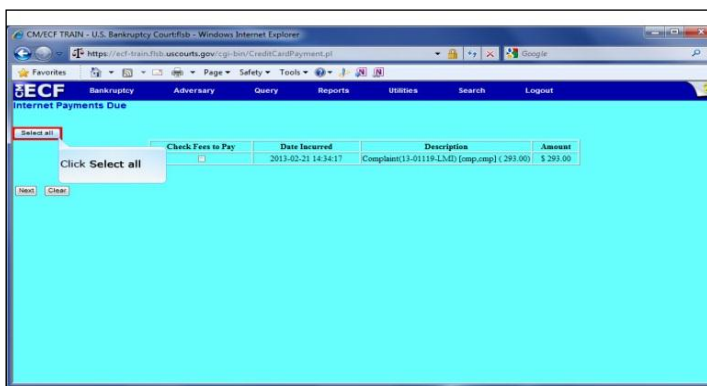 CM/ECF TRAIN - U.S. Bankruptcy Court:flsb - Windows Internet Explorer
https://ecf-train.flsb.uscourts.gov/cgi-bin/CreditCardPayment.pl
Google
Favorites Page Safety Tools
ECF Bankruptcy Adversary Query Reports Utilities Search Logout
Internet Payments Due
Select all
Check Fees to Pay Date Incurred Description Amount
2013-02-21 14:34:17 Complaint(13-01119-LMI) [cmp,cmp] ( 293.00) $ 293.00
Click Select all
Next Clear